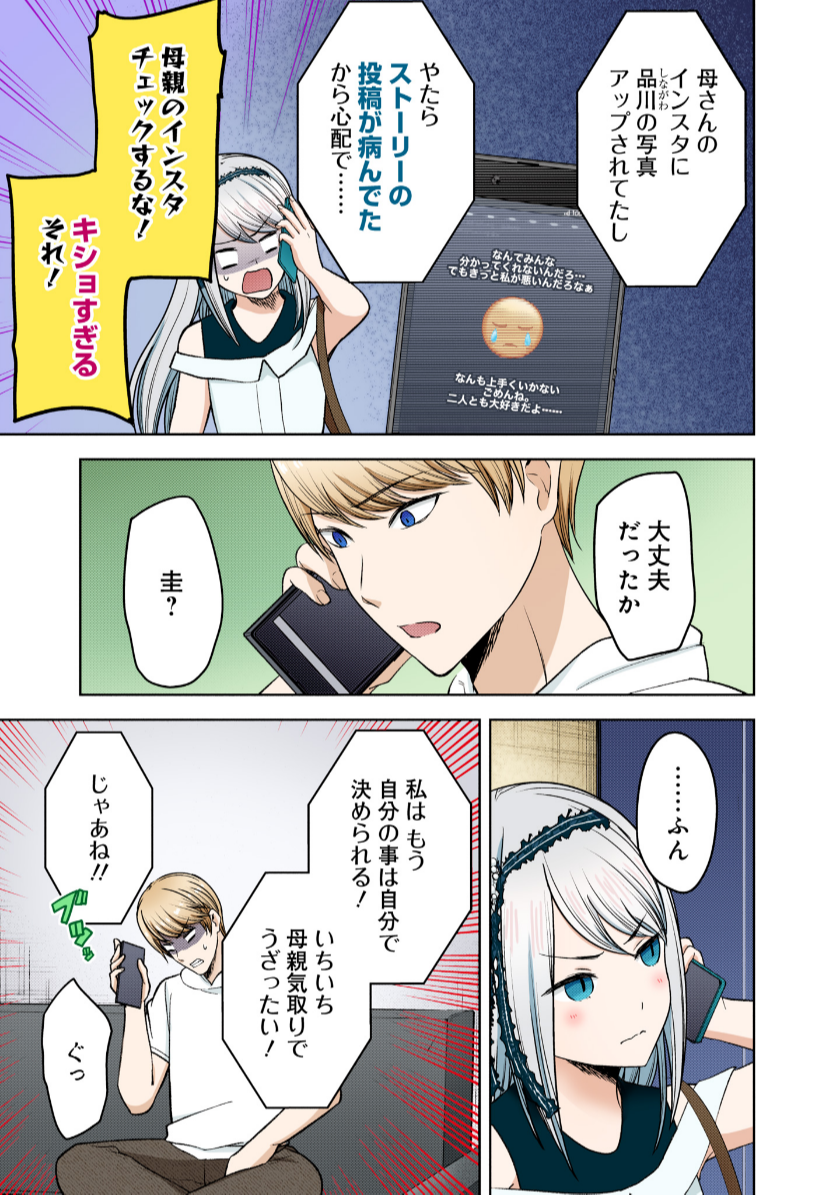 母さんの
インスタに
品川の写真
しながわ
アップされてたし
やたら
ストーリーの
投稿が病んでた
から心配で……
なんでみんな
分かってくれないんだろ…
でもきっと私が悪いんだろなぁ
なんも上手くいかない
ごめんね。
二人とも大好きだよ……
母親のインスタ
チェックするな!
キショすぎる
それ!
大丈夫
だったか
圭?
……ふん
私は もう
自分の事は自分で
決められる!
いちいち
母親気取りで
うざったい!
じゃあね!!
ブツッ
ぐっ